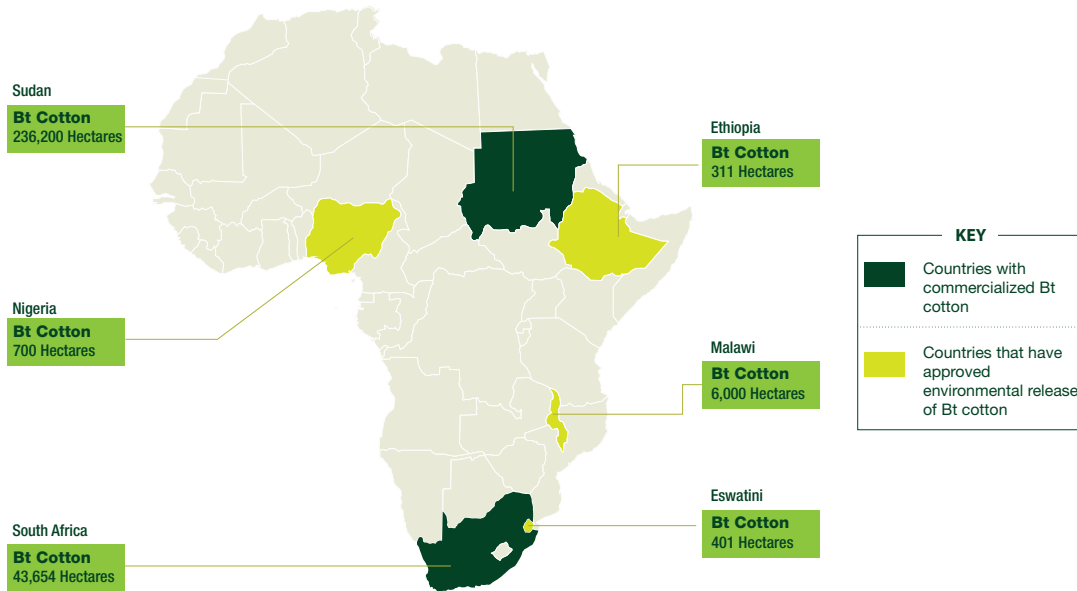 Sudan
Bt Cotton
236,200 Hectares
Ethiopia
Bt Cotton
311 Hectares
Nigeria
Bt Cotton
700 Hectares
Malawi
Bt Cotton
6,000 Hectares
South Africa
Bt Cotton
43,654 Hectares
Eswatini
Bt Cotton
401 Hectares
KEY
Countries with
commercialized Bt
cotton
Countries that have
approved
environmental release
of Bt cotton